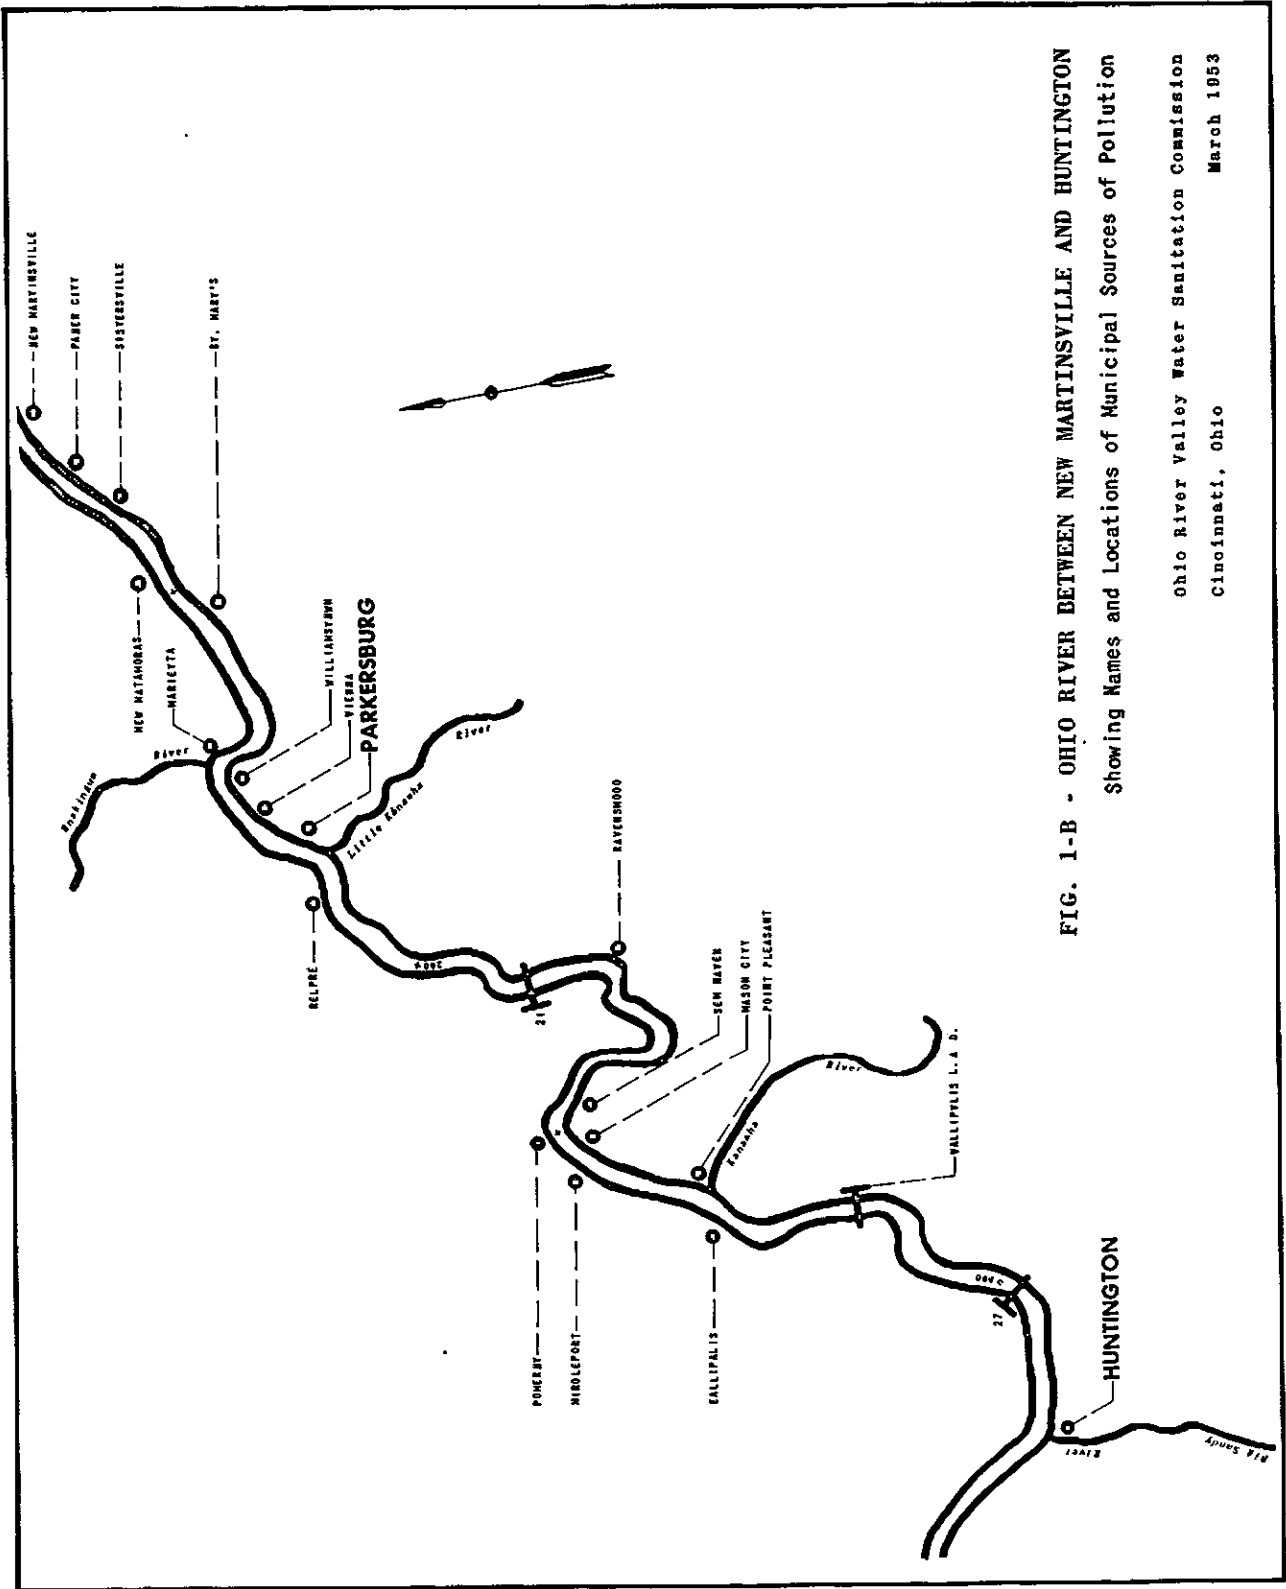 NEW MARTINSVILLE
PADEN CITY
SISTERSVILLE
ST. MARY'S
NEW MATAMORAS
MARIETTA
River
WILLIAMSTOWN
VIENNA
PARKERSBURG
Little Kanawha
River
BELPRE
RAVENSWOOD
21
NEW HAVEN
MASON CITY
POINT PLEASANT
Kanawha
River
POMEROY
MIDDLEPORT
GALLIPOLIS
GALLIPOLIS L. & D.
27
HUNTINGTON
River
Big Sandy
FIG. 1-B - OHIO RIVER BETWEEN NEW MARTINSVILLE AND HUNTINGTON
Showing Names and Locations of Municipal Sources of Pollution
Ohio River Valley Water Sanitation Commission
Cincinnati, Ohio March 1953